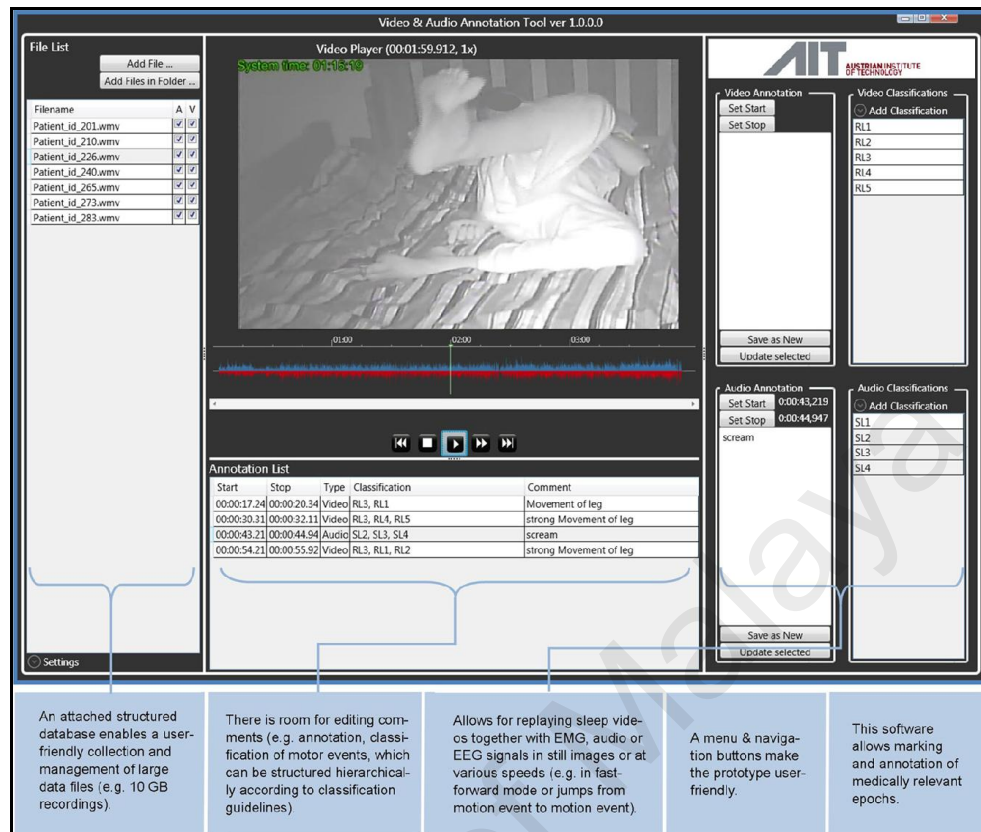 Video & Audio Annotation Tool ver 1.0.0.0
File List
Add File ...
Add Files in Folder ...
Filename A V
Patient_id_201.wmv
Patient_id_210.wmv
Patient_id_226.wmv
Patient_id_240.wmv
Patient_id_265.wmv
Patient_id_273.wmv
Patient_id_283.wmv
Settings
Video Player (00:01:59.912, 1x)
System time: 01:15:19
01:00 02:00 03:00
Annotation List
Start Stop Type Classification Comment
00:00:17.24 00:00:20.34 Video RL3, RL1 Movement of leg
00:00:30.31 00:00:32.11 Video RL3, RL4, RL5 strong Movement of leg
00:00:43.21 00:00:44.94 Audio SL2, SL3, SL4 scream
00:00:54.21 00:00:55.92 Video RL3, RL1, RL2 strong Movement of leg
AIT
AUSTRIAN INSTITUTE
OF TECHNOLOGY
Video Annotation
Set Start
Set Stop
Save as New
Update selected
Video Classifications
Add Classification
RL1
RL2
RL3
RL4
RL5
Audio Annotation
Set Start 0:00:43,219
Set Stop 0:00:44,947
scream
Save as New
Update selected
Audio Classifications
Add Classification
SL1
SL2
SL3
SL4
An attached structured
database enables a user-
friendly collection and
management of large
data files (e.g. 10 GB
recordings).
There is room for editing com-
ments (e.g. annotation, classi-
fication of motor events, which
can be structured hierarchical-
ly according to classification
guidelines)
Allows for replaying sleep vide-
os together with EMG, audio or
EEG signals in still images or at
various speeds (e.g. in fast-
forward mode or jumps from
motion event to motion event).
A menu & naviga-
tion buttons make
the prototype user-
friendly.
This software
allows marking
and annotation of
medically relevant
epochs.
Malaya